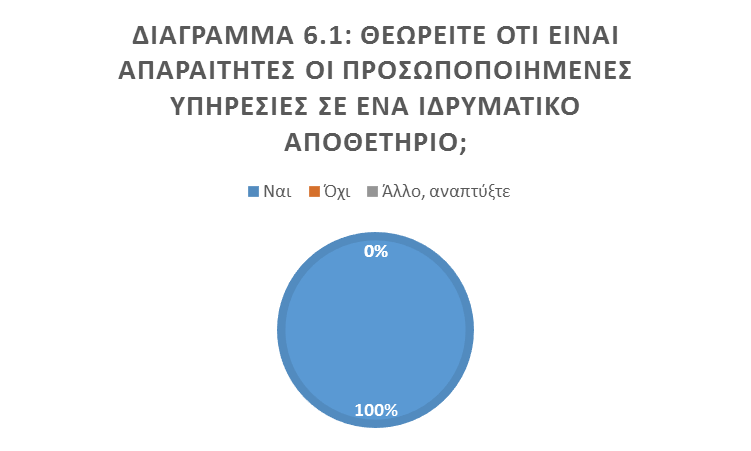 ΔΙΑΓΡΑΜΜΑ 6.1: ΘΕΩΡΕΙΤΕ ΟΤΙ ΕΙΝΑΙ
ΑΠΑΡΑΙΤΗΤΕΣ ΟΙ ΠΡΟΣΩΠΟΠΟΙΗΜΕΝΕΣ
ΥΠΗΡΕΣΙΕΣ ΣΕ ΕΝΑ ΙΔΡΥΜΑΤΙΚΟ
ΑΠΟΘΕΤΗΡΙΟ;
Ναι Όχι Άλλο, αναπτύξτε
0%
100%